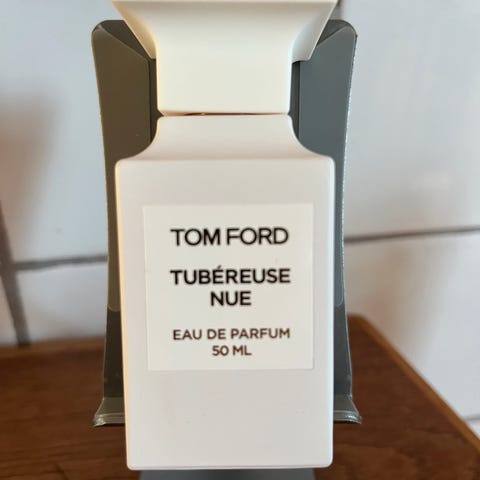 TOM FORD
TUBÉREUSE
NUE
EAU DE PARFUM
50 ML